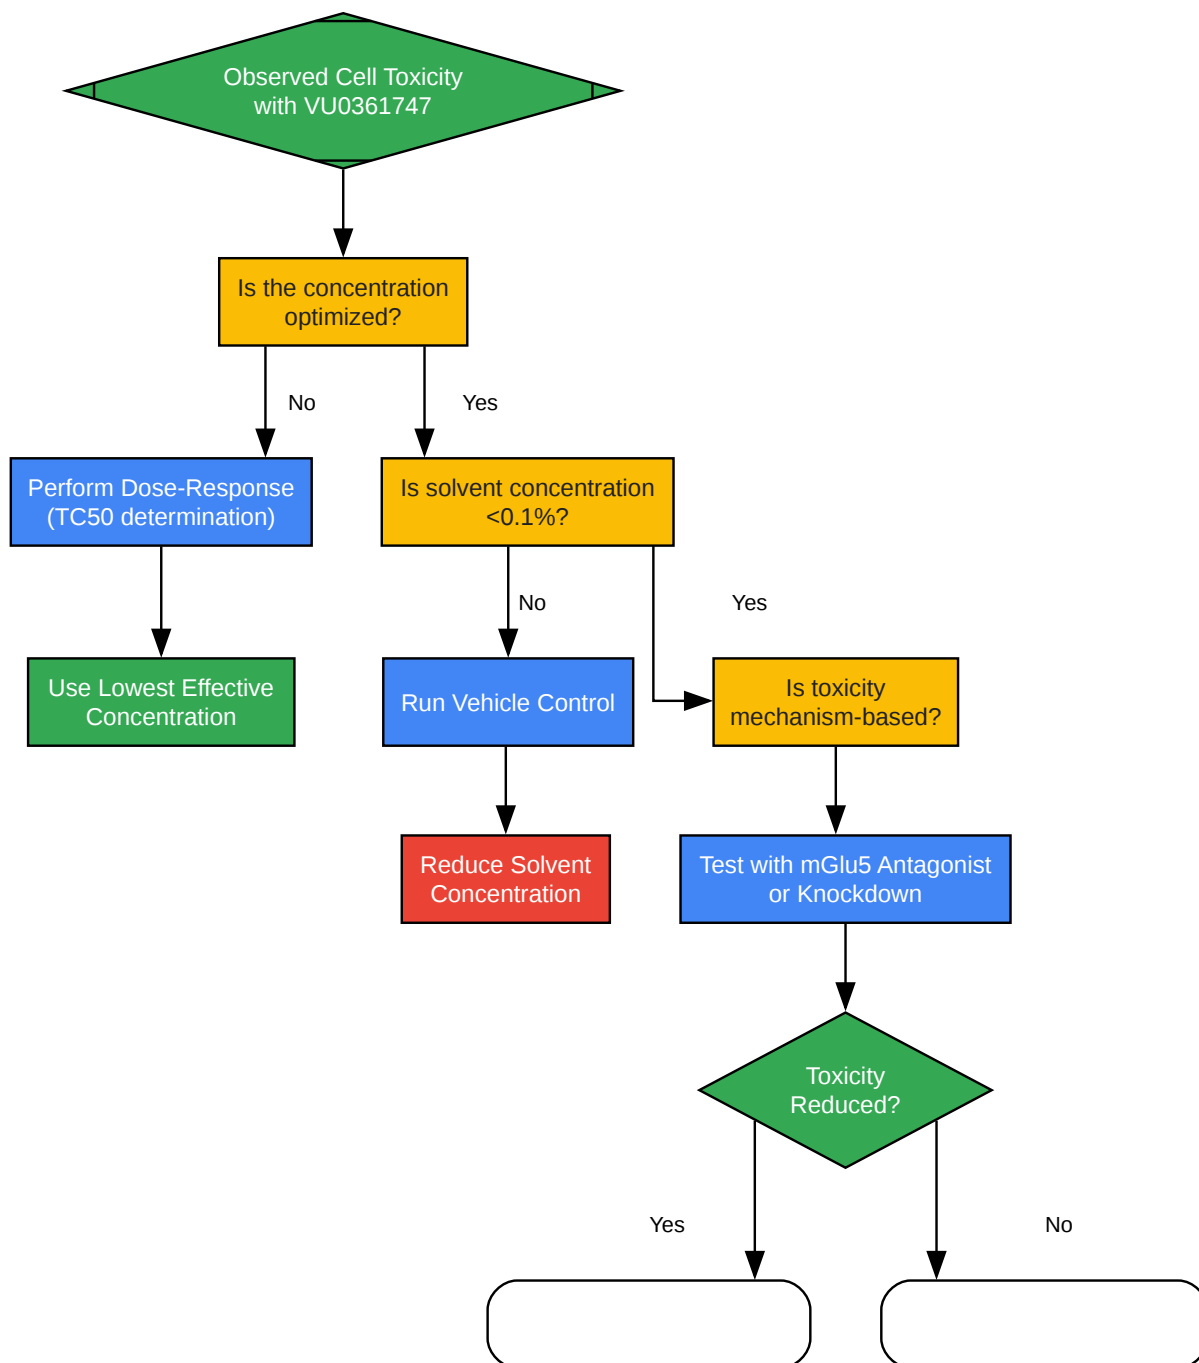 Observed Cell Toxicity
with VU0361747
Is the concentration
optimized?
No
Yes
Perform Dose-Response
(TC50 determination)
Is solvent concentration
<0.1%?
No
Yes
Use Lowest Effective
Concentration
Run Vehicle Control
Is toxicity
mechanism-based?
Reduce Solvent
Concentration
Test with mGlu5 Antagonist
or Knockdown
Toxicity
Reduced?
Yes
No